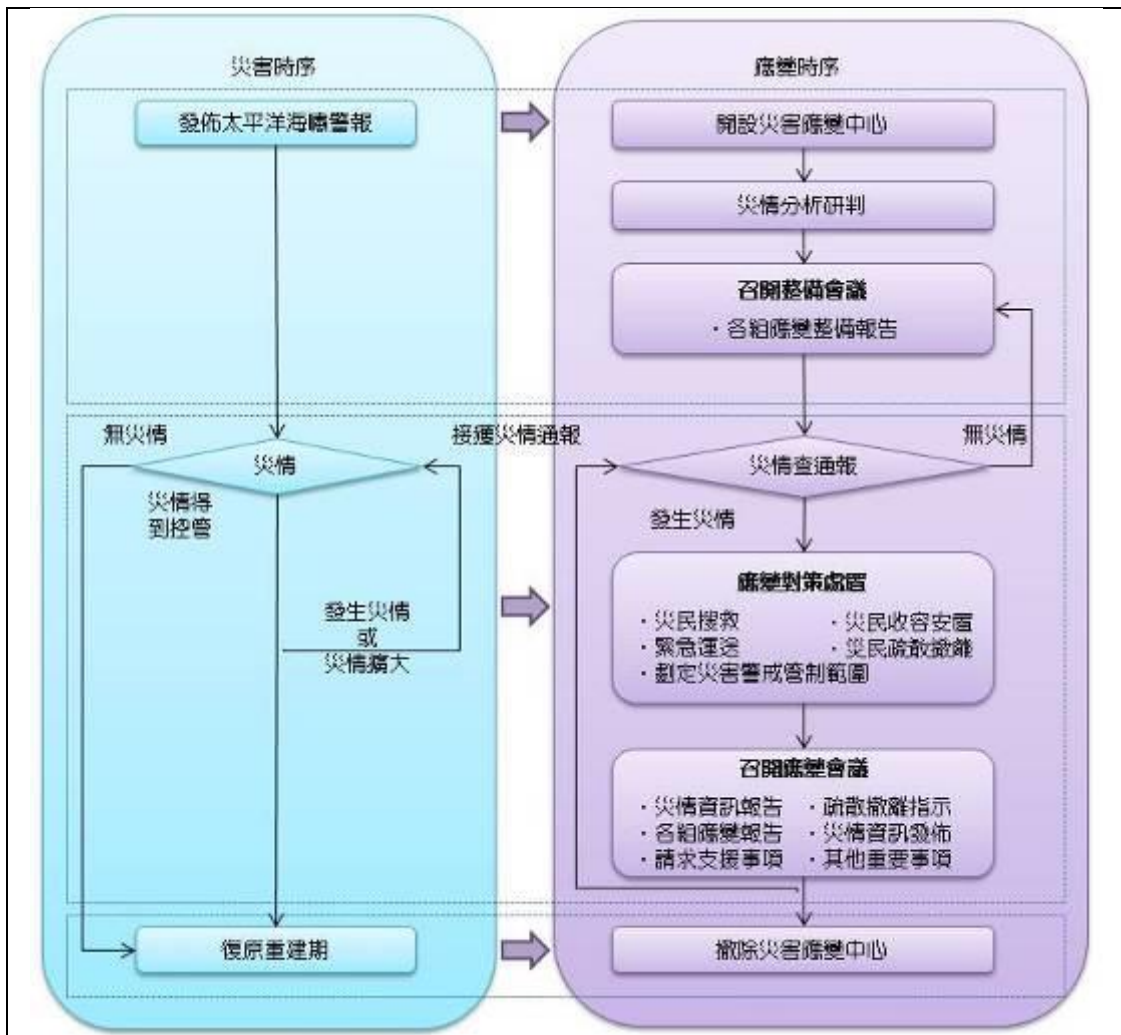 災害時序
發佈太平洋海嘯警報
無災情
災情
災情得
到控管
發生災情
或
災情擴大
復原重建期
應變時序
開設災害應變中心
災情分析研判
召開整備會議
・各組應變整備報告
接獲災情通報
災情查通報
無災情
發生災情
應變對策處置
・災民搜救
・災民收容安置
・緊急運送
・災民疏散撤離
・劃定災害警戒管制範圍
召開應變會議
・災情資訊報告
・疏散撤離指示
・各組應變報告
・災情資訊發佈
・請求支援事項
・其他重要事項
撤除災害應變中心